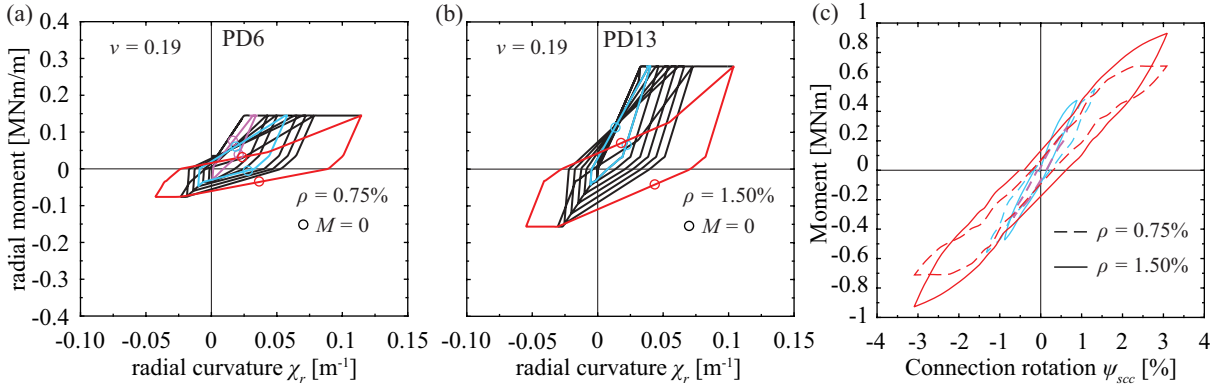 (a)
0.4
0.3
0.2
0.1
0
-0.1
-0.2
-0.3
-0.4
radial moment [MNm/m]
ν = 0.19
PD6
ρ = 0.75%
M = 0
-0.10 -0.05 0 0.05 0.10 0.15
radial curvature χr [m-1]
(b)
ν = 0.19
PD13
ρ = 1.50%
M = 0
-0.10 -0.05 0 0.05 0.10 0.15
radial curvature χr [m-1]
(c)
1
0.8
0.6
0.4
0.2
0
-0.2
-0.4
-0.6
-0.8
-1
Moment [MNm]
ρ = 0.75%
ρ = 1.50%
-4 -3 -2 -1 0 1 2 3 4
Connection rotation ψscc [%]